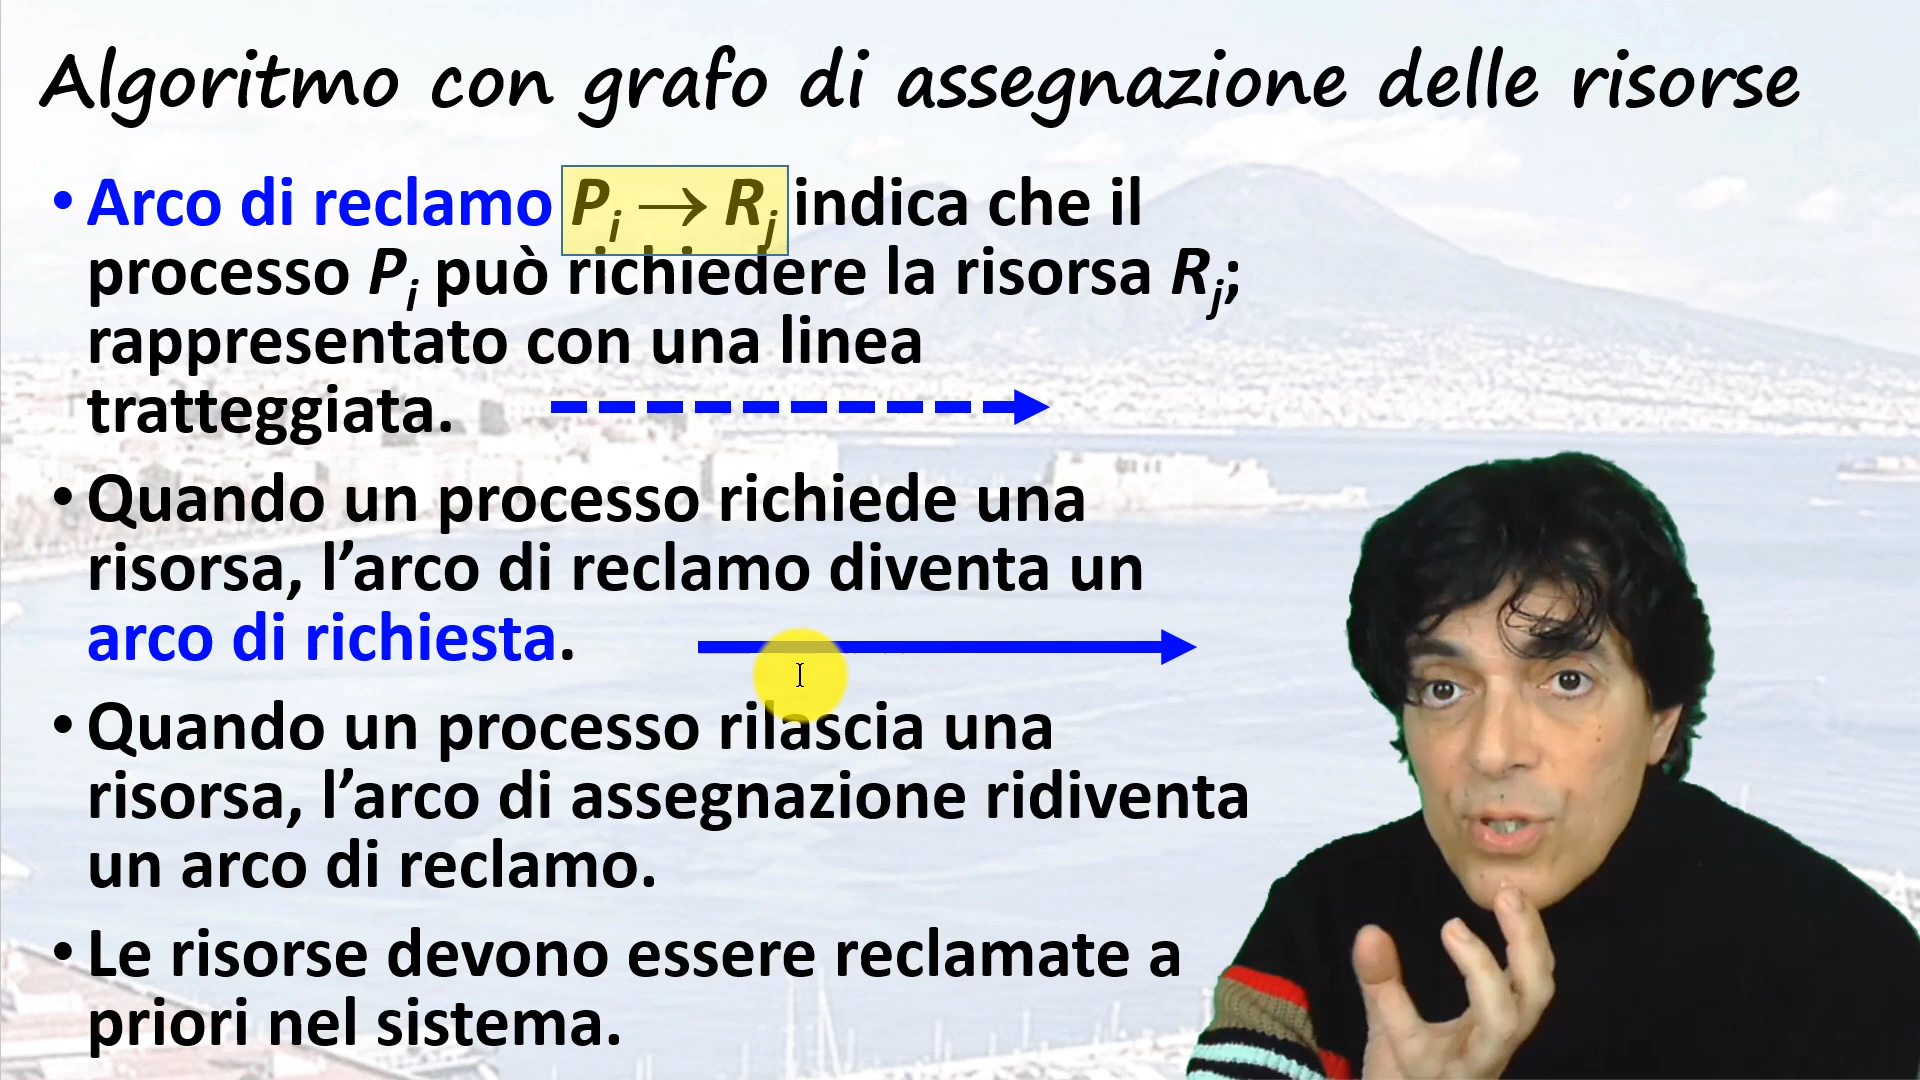 Algoritmo con grafo di assegnazione delle risorse
• Arco di reclamo Pi → Rj indica che il
processo Pi può richiedere la risorsa Rj;
rappresentato con una linea
tratteggiata.
• Quando un processo richiede una
risorsa, l’arco di reclamo diventa un
arco di richiesta.
• Quando un processo rilascia una
risorsa, l’arco di assegnazione ridiventa
un arco di reclamo.
• Le risorse devono essere reclamate a
priori nel sistema.